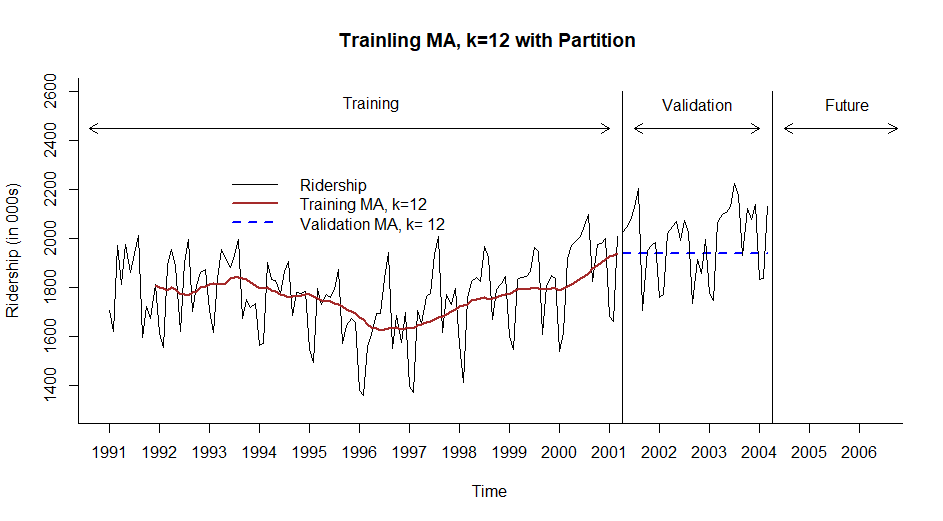 Trainling MA, k=12 with Partition
Training
Validation
Future
Ridership
Training MA, k=12
Validation MA, k= 12
Ridership (in 000s)
2600
2400
2200
2000
1800
1600
1400
1991 1992 1993 1994 1995 1996 1997 1998 1999 2000 2001 2002 2003 2004 2005 2006
Time